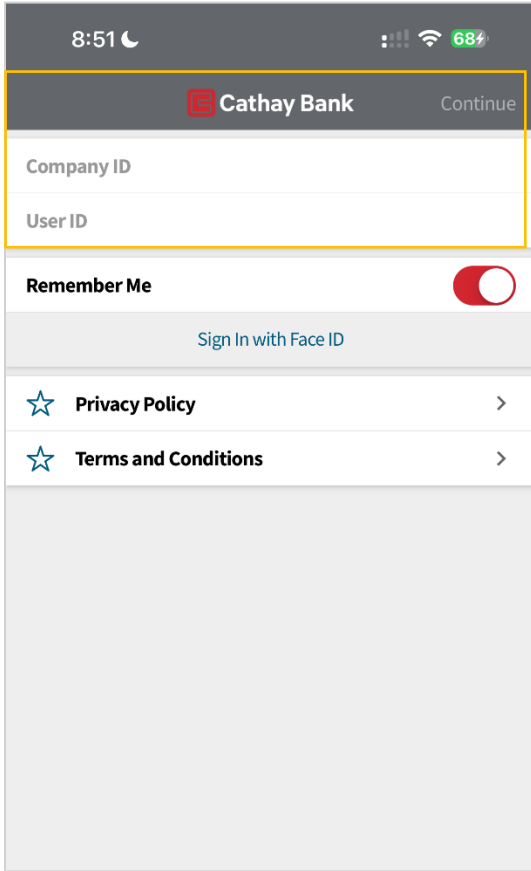 8:51
68
Cathay Bank
Continue
Company ID
User ID
Remember Me
Sign In with Face ID
Privacy Policy
Terms and Conditions